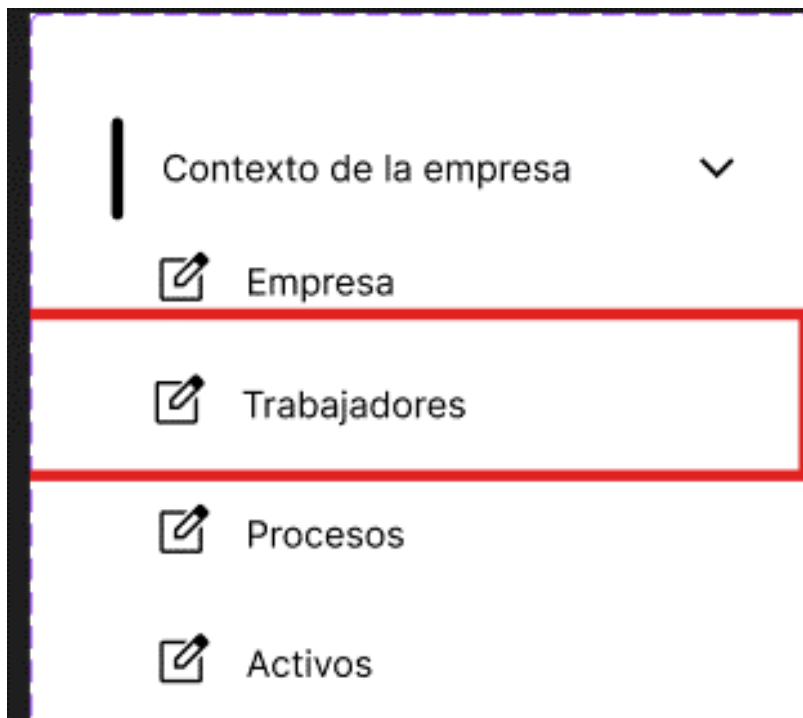 Contexto de la empresa
Empresa
Trabajadores
Procesos
Activos